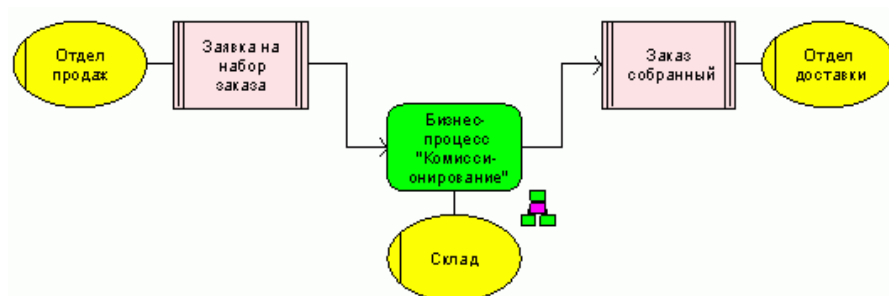 Отдел
продаж
Заявка на
набор
заказа
Бизнес-
процесс
"Комисси-
онирование"
Склад
Заказ
собранный
Отдел
доставки